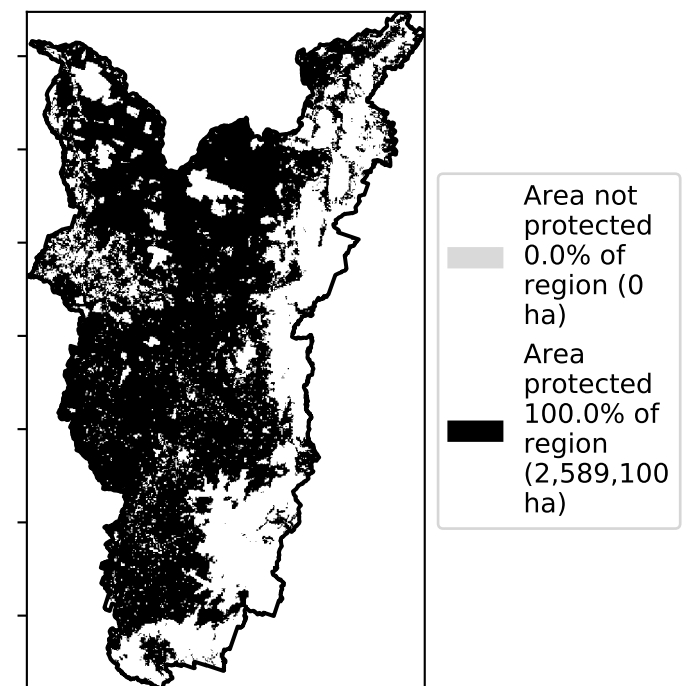 Area not
protected
0.0% of
region (0
ha)
Area
protected
100.0% of
region
(2,589,100
ha)